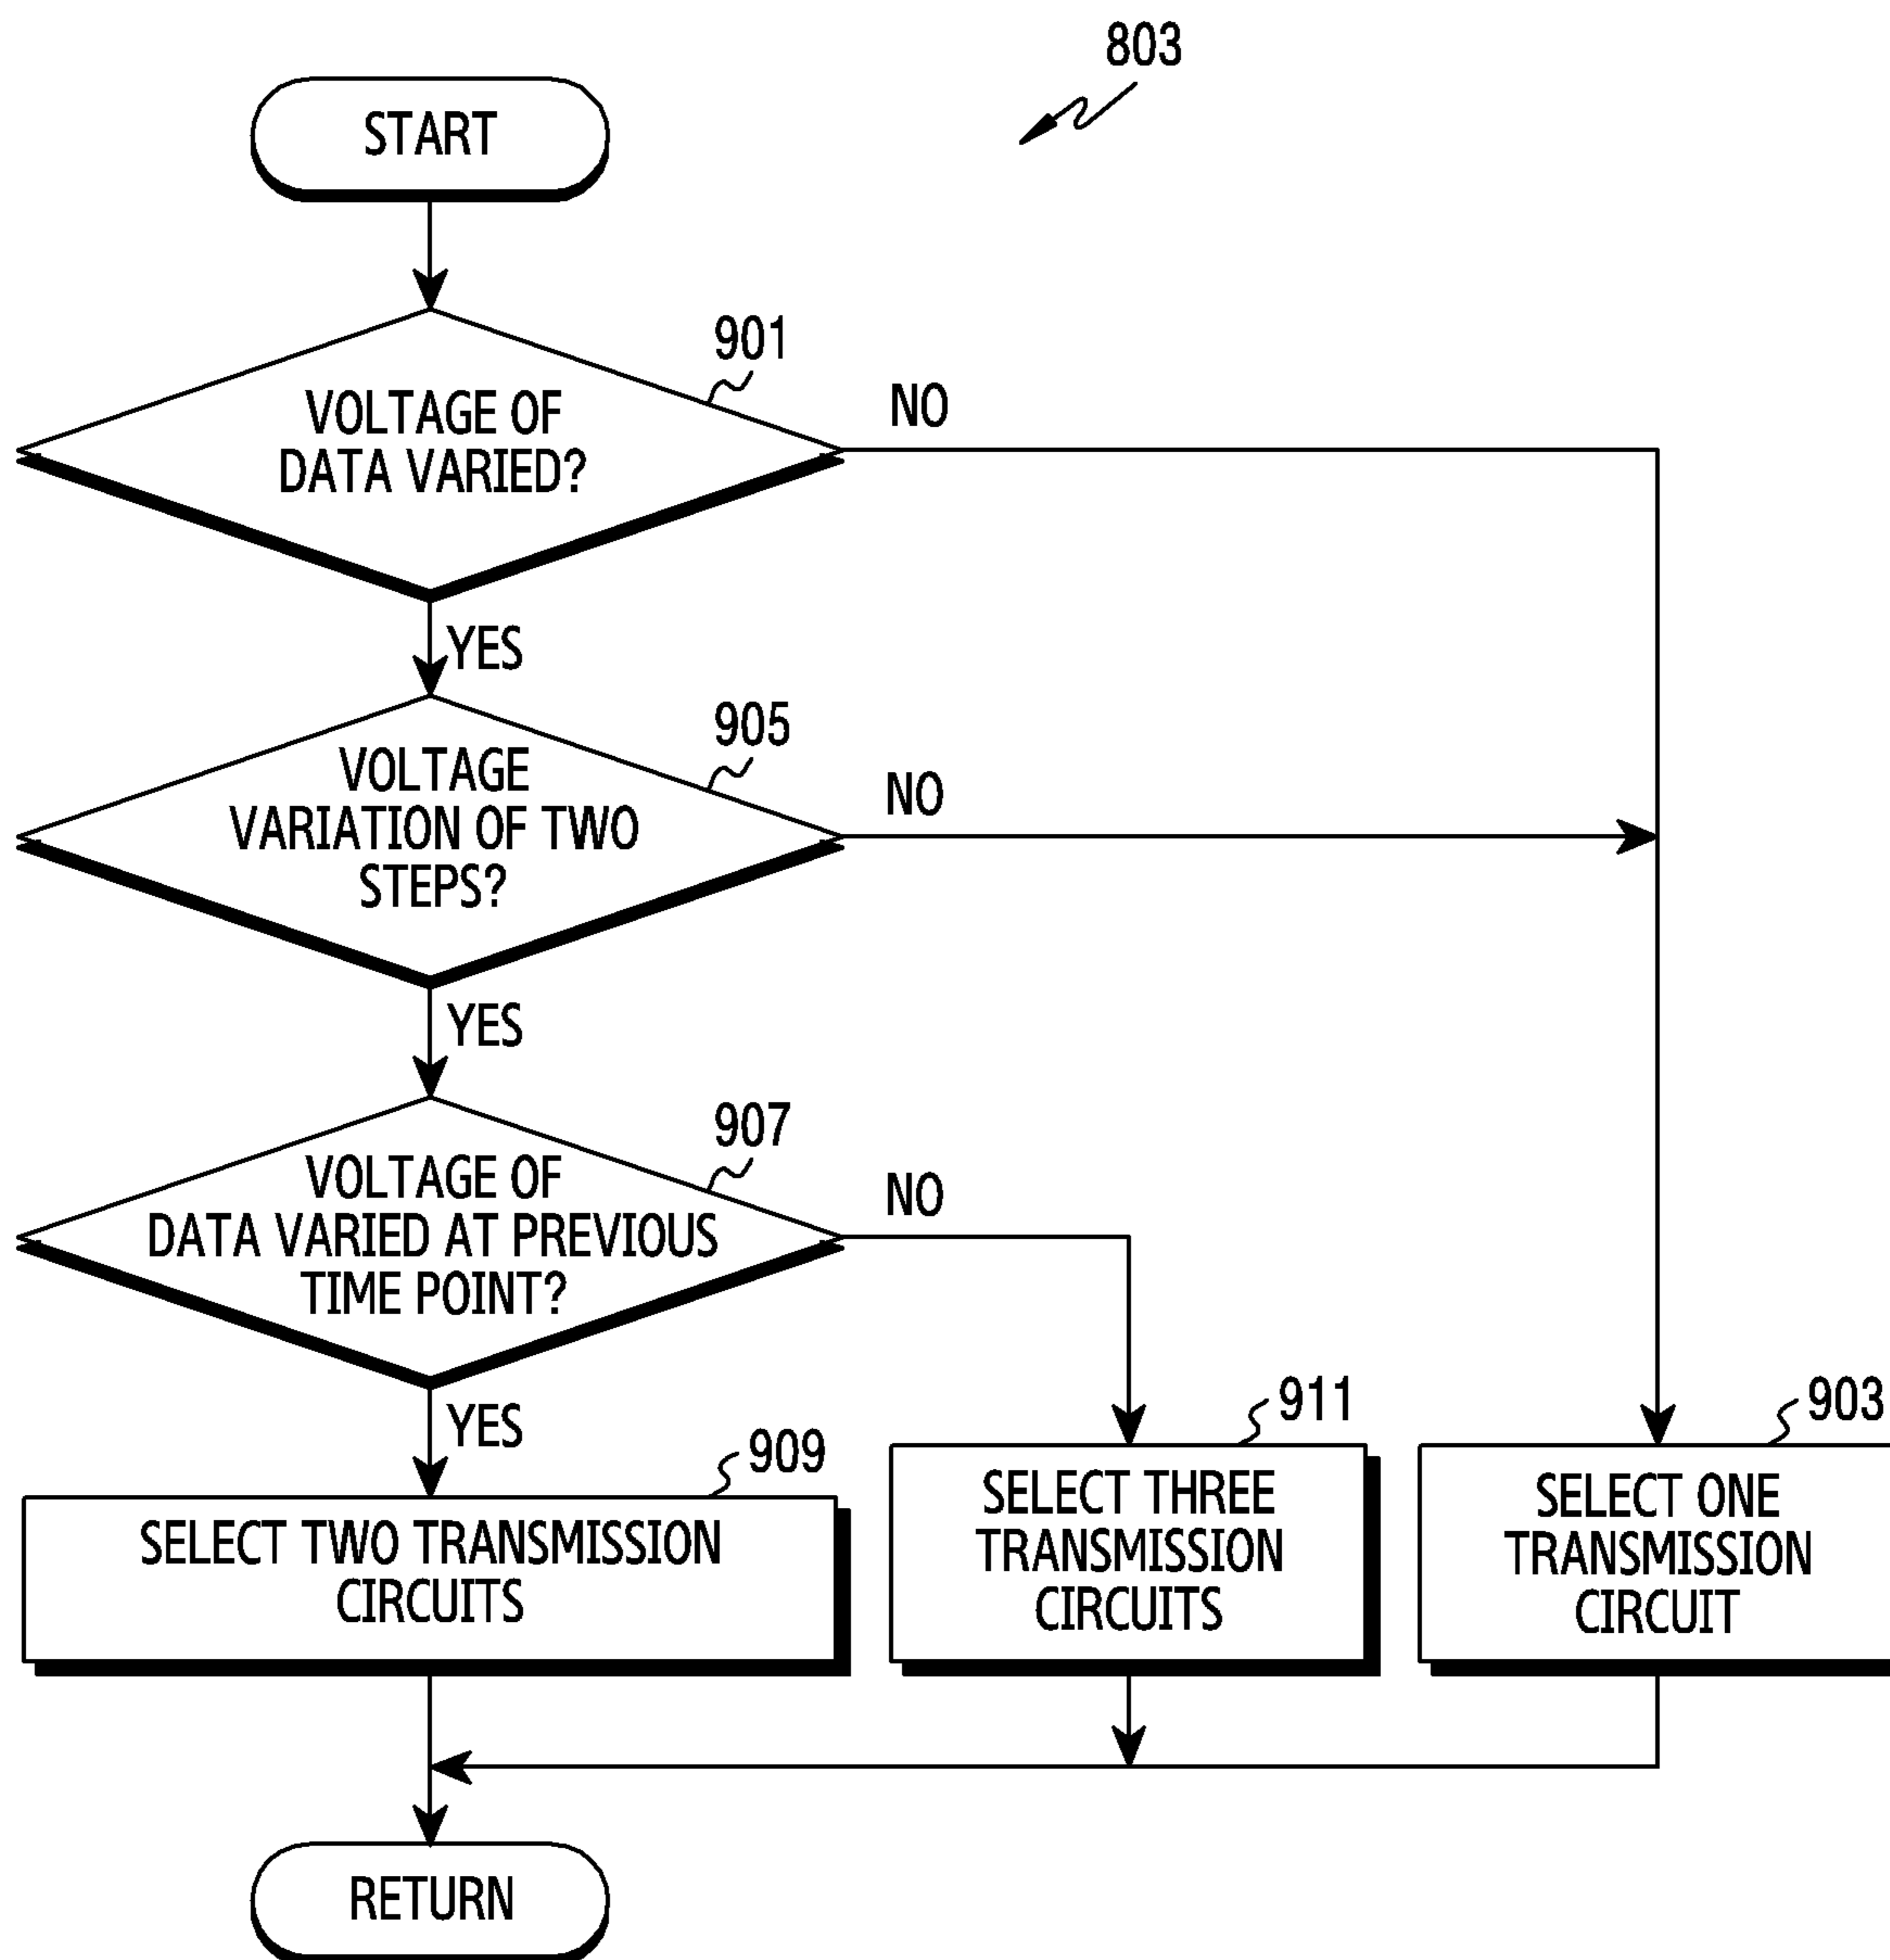 803
START
901
VOLTAGE OF
DATA VARIED?
NO
YES
905
VOLTAGE
VARIATION OF TWO
STEPS?
NO
YES
907
VOLTAGE OF
DATA VARIED AT PREVIOUS
TIME POINT?
NO
YES
909
SELECT TWO TRANSMISSION
CIRCUITS
911
SELECT THREE
TRANSMISSION
CIRCUITS
903
SELECT ONE
TRANSMISSION
CIRCUIT
RETURN